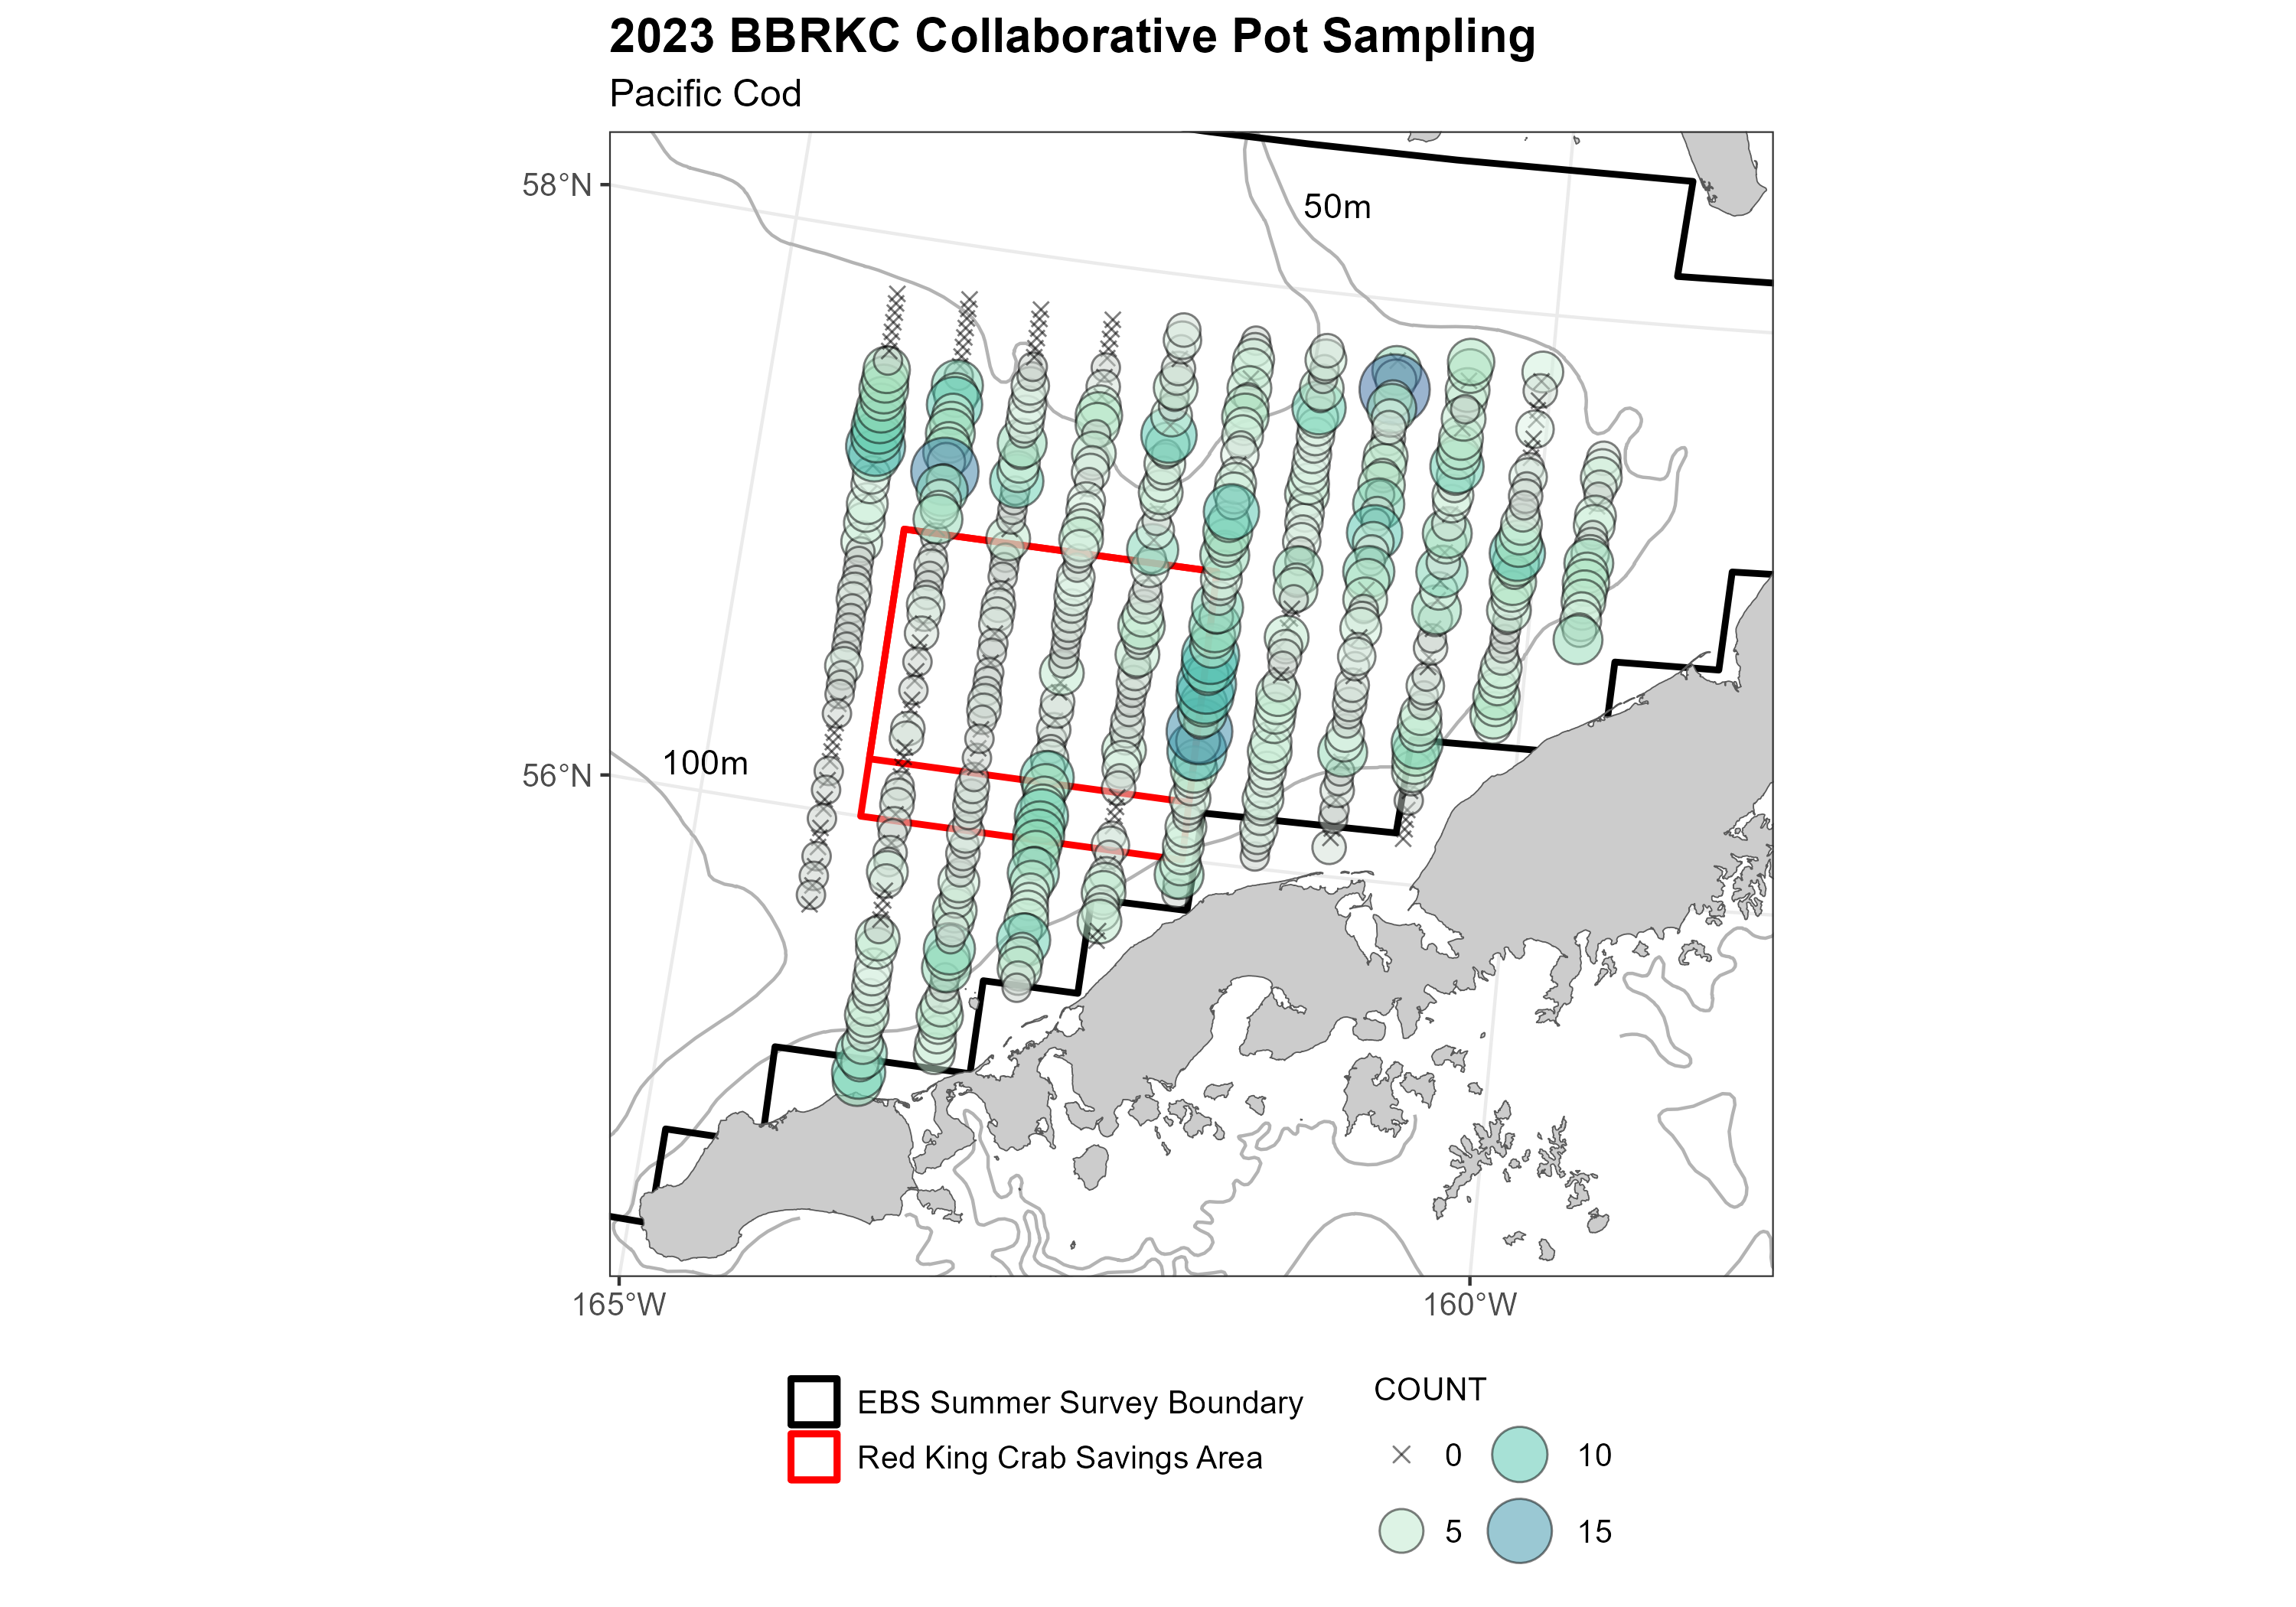 2023 BBRKC Collaborative Pot Sampling
Pacific Cod
58°N
50m
56°N
100m
165°W
160°W
EBS Summer Survey Boundary
Red King Crab Savings Area
COUNT
0
10
5
15